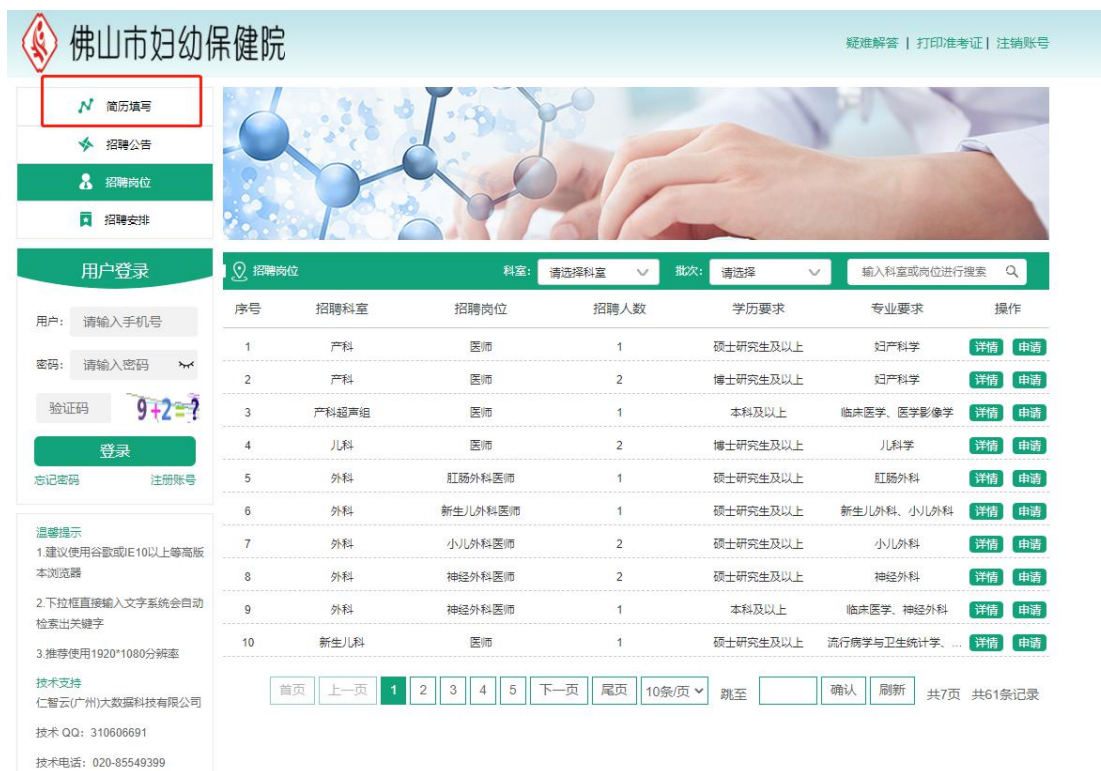 佛山市妇幼保健院
疑难解答 | 打印准考证 | 注销账号
简历填写
招聘公告
招聘岗位
招聘安排
用户登录
用户: 请输入手机号
密码: 请输入密码
验证码 9+2=?
登录
忘记密码 注册账号
温馨提示
1.建议使用谷歌或IE10以上等高版
本浏览器
2.下拉框直接输入文字系统会自动
检索出关键字
3.推荐使用1920*1080分辨率
技术支持
仁智云(广州)大数据科技有限公司
技术 QQ: 310606691
技术电话: 020-85549399
招聘岗位 科室: 请选择科室 批次: 请选择 输入科室或岗位进行搜索
序号 招聘科室 招聘岗位 招聘人数 学历要求 专业要求 操作
1 产科 医师 1 硕士研究生及以上 妇产科学 详情 申请
2 产科 医师 2 博士研究生及以上 妇产科学 详情 申请
3 产科超声组 医师 1 本科及以上 临床医学、医学影像学 详情 申请
4 儿科 医师 2 博士研究生及以上 儿科学 详情 申请
5 外科 肛肠外科医师 1 硕士研究生及以上 肛肠外科 详情 申请
6 外科 新生儿外科医师 1 硕士研究生及以上 新生儿外科、小儿外科 详情 申请
7 外科 小儿外科医师 2 硕士研究生及以上 小儿外科 详情 申请
8 外科 神经外科医师 2 硕士研究生及以上 神经外科 详情 申请
9 外科 神经外科医师 1 本科及以上 临床医学、神经外科 详情 申请
10 新生儿科 医师 1 硕士研究生及以上 流行病学与卫生统计学、... 详情 申请
首页 上一页 1 2 3 4 5 下一页 尾页 10条/页 跳至 确认 刷新 共7页 共61条记录